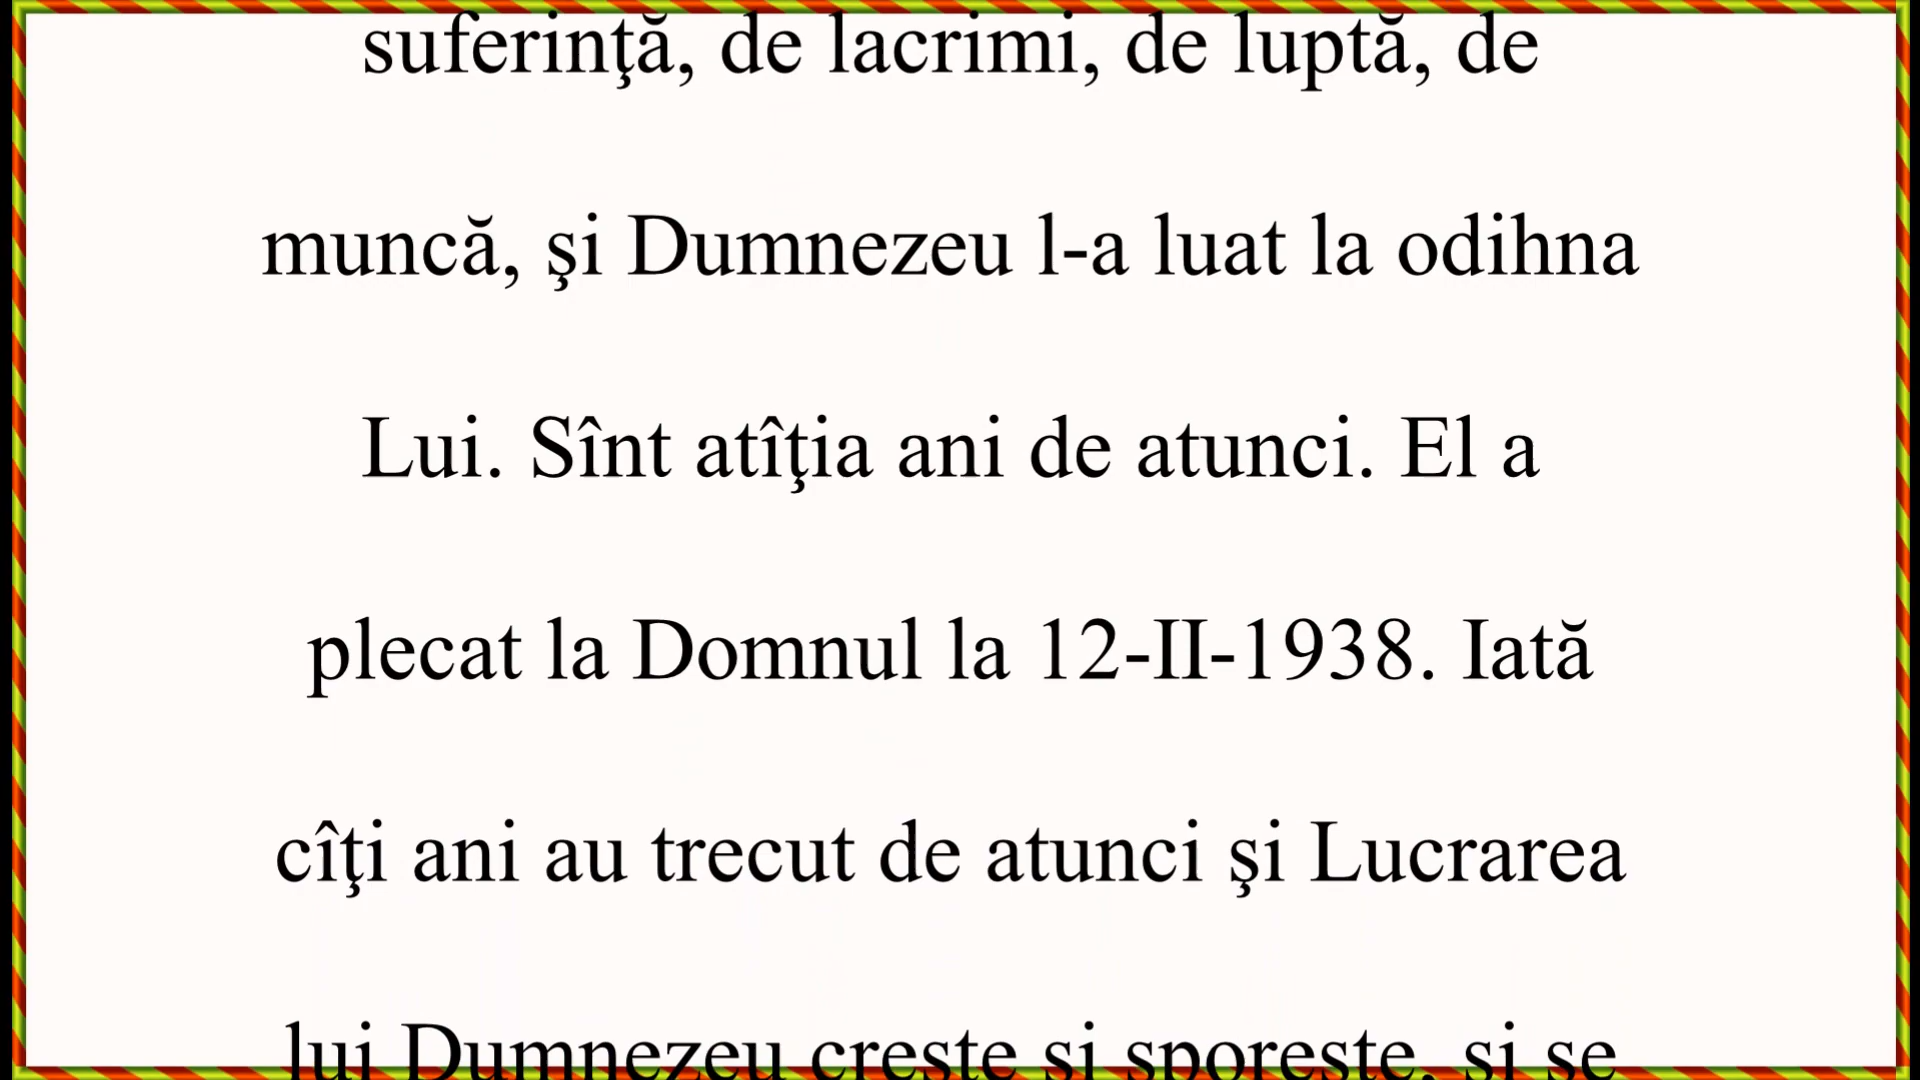 suferinţă, de lacrimi, de luptă, de
muncă, şi Dumnezeu l-a luat la odihna
Lui. Sînt atîţia ani de atunci. El a
plecat la Domnul la 12-II-1938. Iată
cîţi ani au trecut de atunci şi Lucrarea
lui Dumnezeu creşte şi sporeşte, şi se